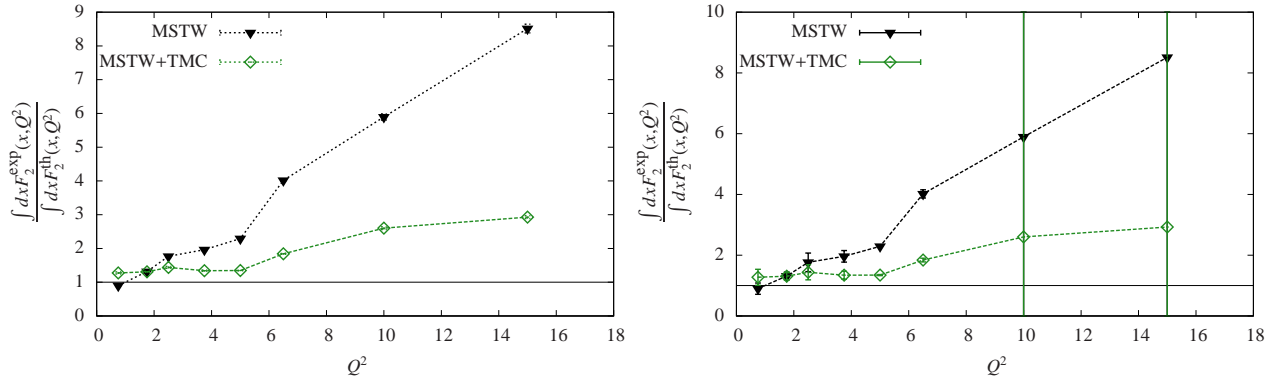 9
8
7
6
5
4
3
2
1
0
0 2 4 6 8 10 12 14 16 18
MSTW
MSTW+TMC
∫ dxF₂^exp(x,Q²)
∫ dxF₂^th(x,Q²)
Q²
10
8
6
4
2
0
0 2 4 6 8 10 12 14 16 18
MSTW
MSTW+TMC
∫ dxF₂^exp(x,Q²)
∫ dxF₂^th(x,Q²)
Q²